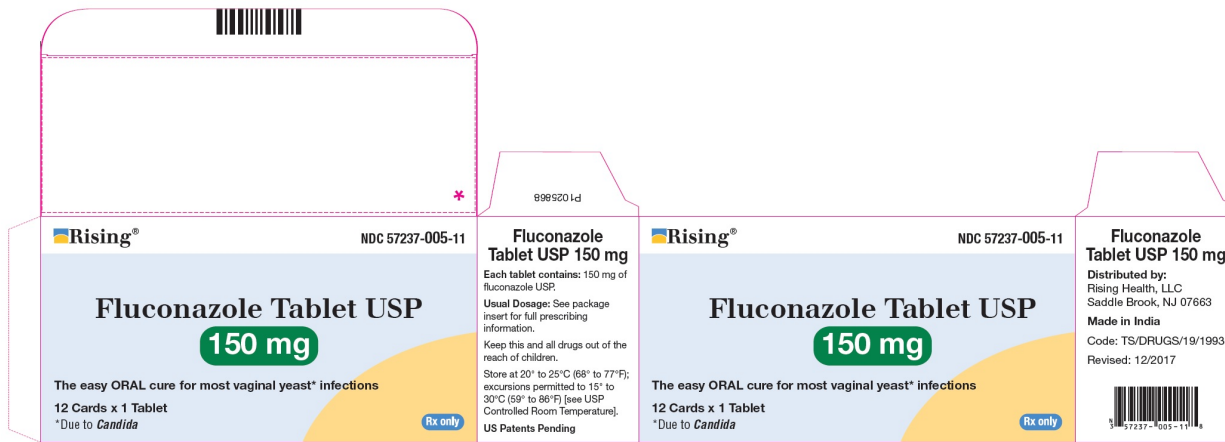 P1025868
Rising®
NDC 57237-005-11
Fluconazole Tablet USP
150 mg
The easy ORAL cure for most vaginal yeast* infections
12 Cards x 1 Tablet
*Due to Candida
Rx only
*
Fluconazole
Tablet USP 150 mg
Each tablet contains: 150 mg of
fluconazole USP.
Usual Dosage: See package
insert for full prescribing
information.
Keep this and all drugs out of the
reach of children.
Store at 20° to 25°C (68° to 77°F);
excursions permitted to 15° to
30°C (59° to 86°F) [see USP
Controlled Room Temperature].
US Patents Pending
Rising®
NDC 57237-005-11
Fluconazole Tablet USP
150 mg
The easy ORAL cure for most vaginal yeast* infections
12 Cards x 1 Tablet
*Due to Candida
Rx only
Fluconazole
Tablet USP 150 mg
Distributed by:
Rising Health, LLC
Saddle Brook, NJ 07663
Made in India
Code: TS/DRUGS/19/1993
Revised: 12/2017
N
3 57237-005-11 8